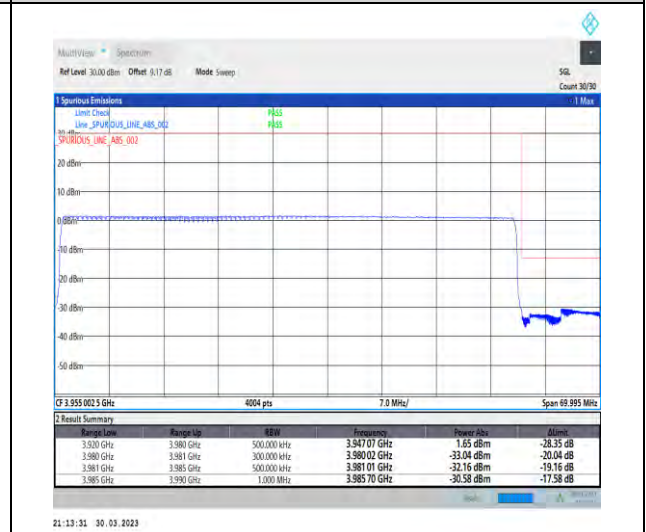 MultiView Spectrum
Ref Level 30.00 dBm Offset 9.17 dB Mode Sweep SGL
Count 30/30
1 Spurious Emissions 1 Max
Limit Check PASS
Line _SPURIOUS_LINE_ABS_002 PASS
30 dBm
_SPURIOUS_LINE_ABS_002
20 dBm
10 dBm
0 dBm
-10 dBm
-20 dBm
-30 dBm
-40 dBm
-50 dBm
CF 3.955 002 5 GHz 4004 pts 7.0 MHz/ Span 69.995 MHz
2 Result Summary
Range Low Range Up RBW Frequency Power Abs ΔLimit
3.920 GHz 3.980 GHz 500.000 kHz 3.947 07 GHz 1.65 dBm -28.35 dB
3.980 GHz 3.981 GHz 300.000 kHz 3.980 02 GHz -33.04 dBm -20.04 dB
3.981 GHz 3.985 GHz 500.000 kHz 3.981 01 GHz -32.16 dBm -19.16 dB
3.985 GHz 3.990 GHz 1.000 MHz 3.985 70 GHz -30.58 dBm -17.58 dB
21:13:31 30.03.2023